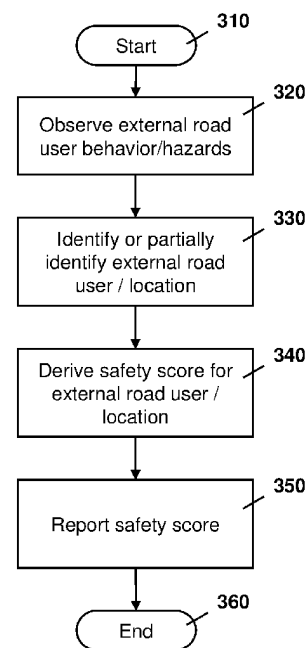 310
Start
320
Observe external road
user behavior/hazards
330
Identify or partially
identify external road
user / location
340
Derive safety score for
external road user /
location
350
Report safety score
360
End